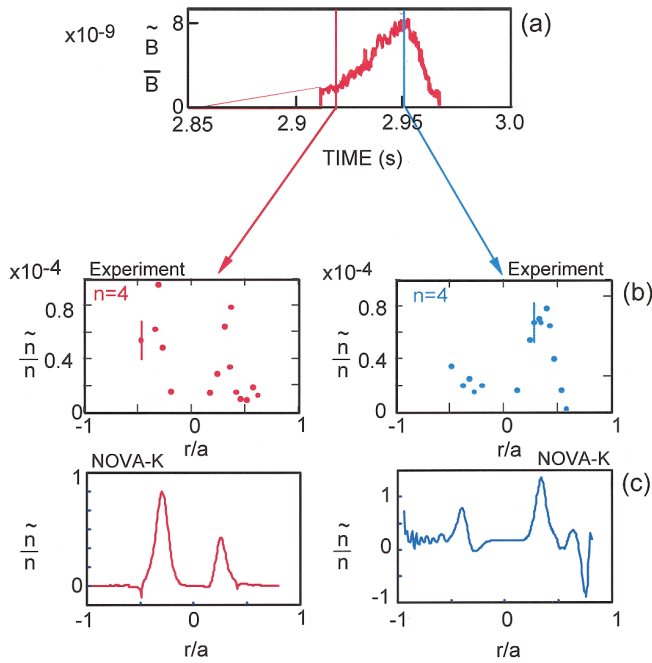 (a)
x10-9
B̃
B̄
8
0
2.85 2.9 2.95 3.0
TIME (s)
x10-4 Experiment
n=4
0.8
ñ
n
0.4
0
-1 0 1
r/a
x10-4 Experiment (b)
n=4
0.8
ñ
n
0.4
0
-1 0 1
r/a
NOVA-K
1
ñ
n
0
-1 0 1
r/a
NOVA-K
(c)
1
ñ
n
0
-1
-1 0 1
r/a